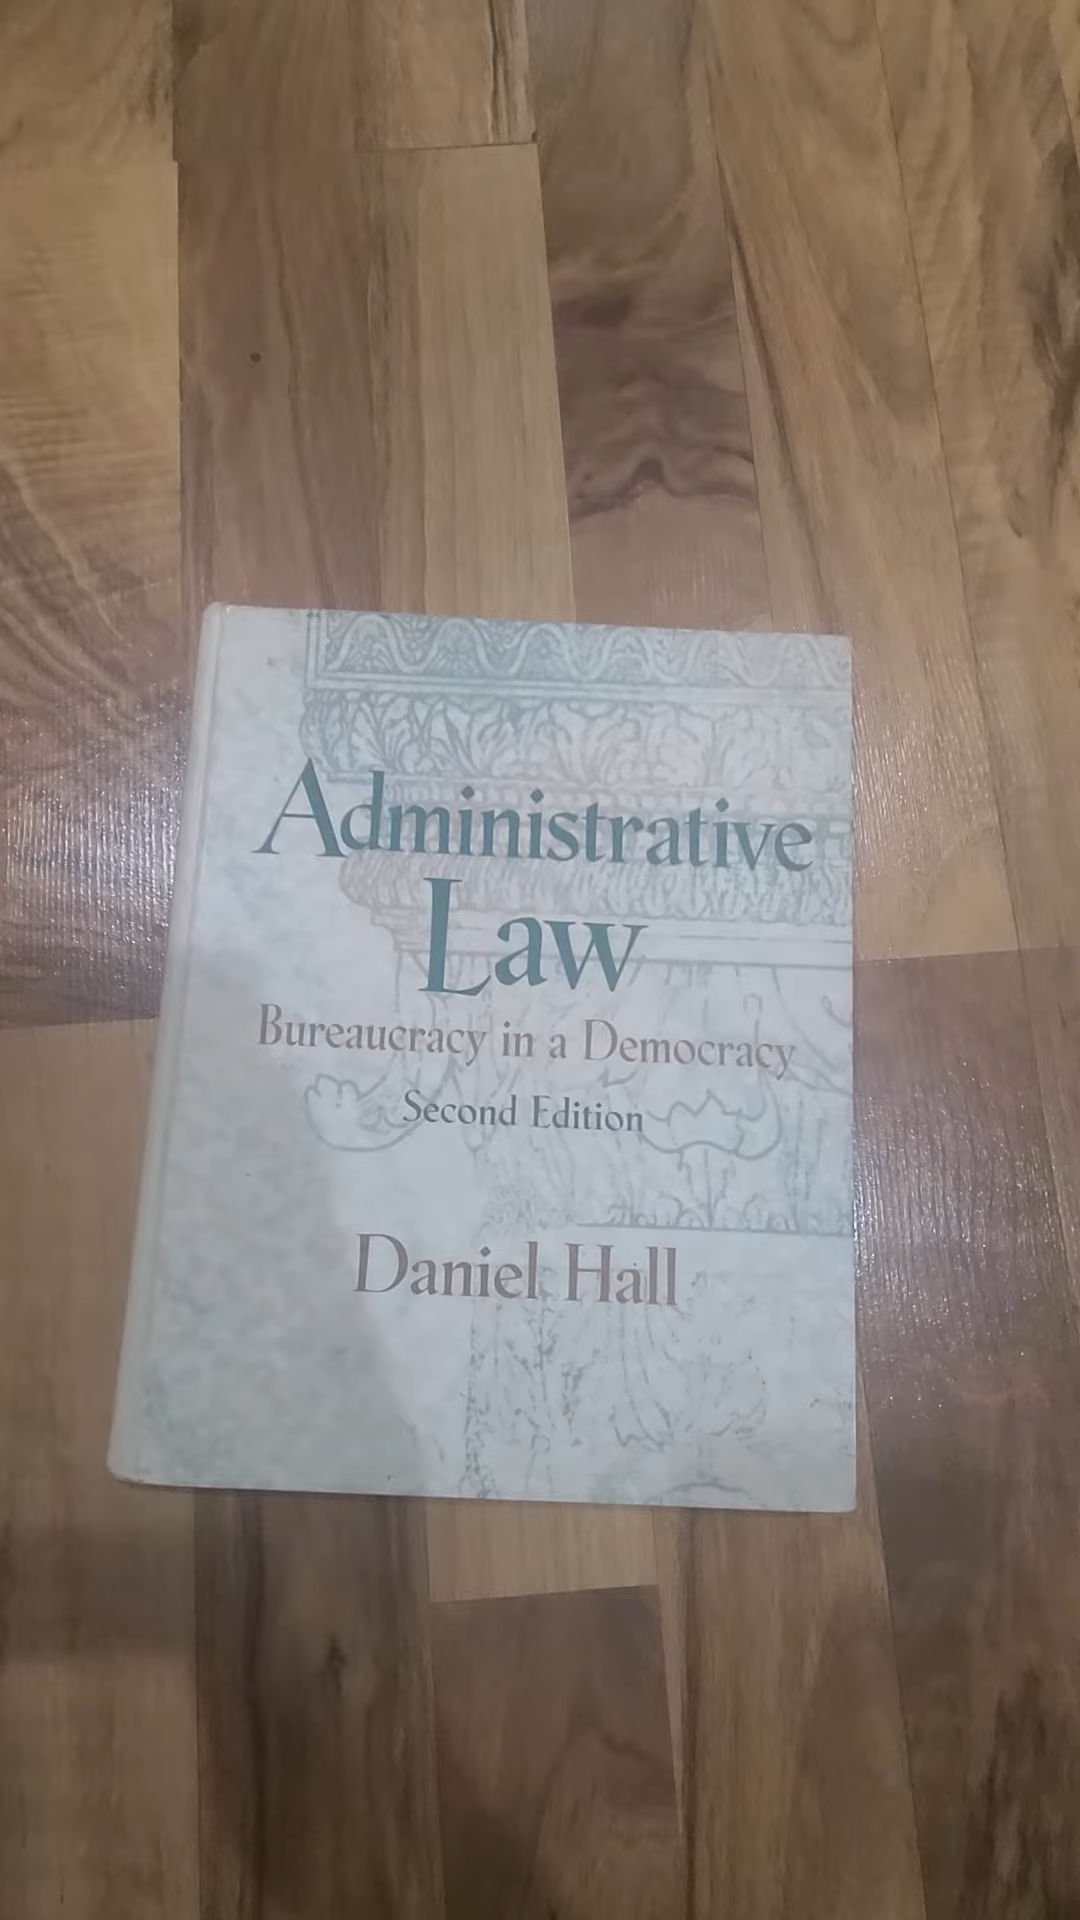 Administrative
Law
Bureaucracy in a Democracy
Second Edition
Daniel Hall